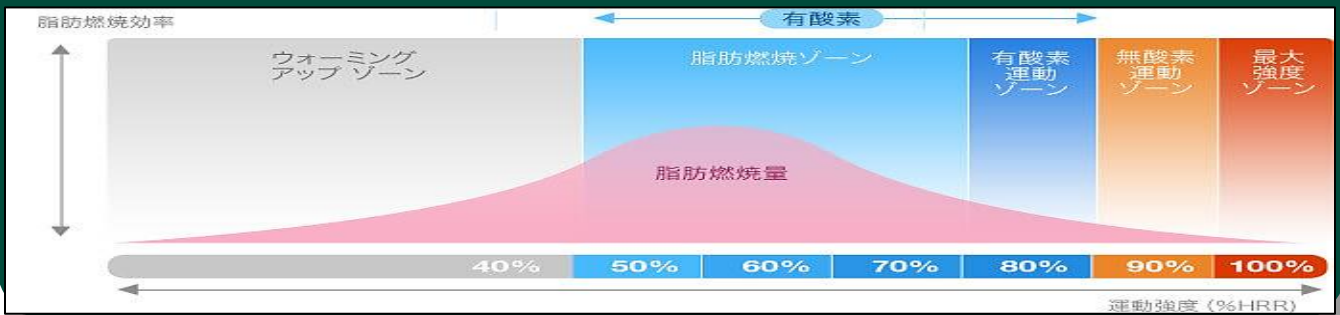 脂肪燃焼効率
有酸素
ウォーミング
アップ ゾーン
脂肪燃焼ゾーン
有酸素
運動
ゾーン
無酸素
運動
ゾーン
最大
強度
ゾーン
脂肪燃焼量
40% 50% 60% 70% 80% 90% 100%
運動強度 (%HRR)